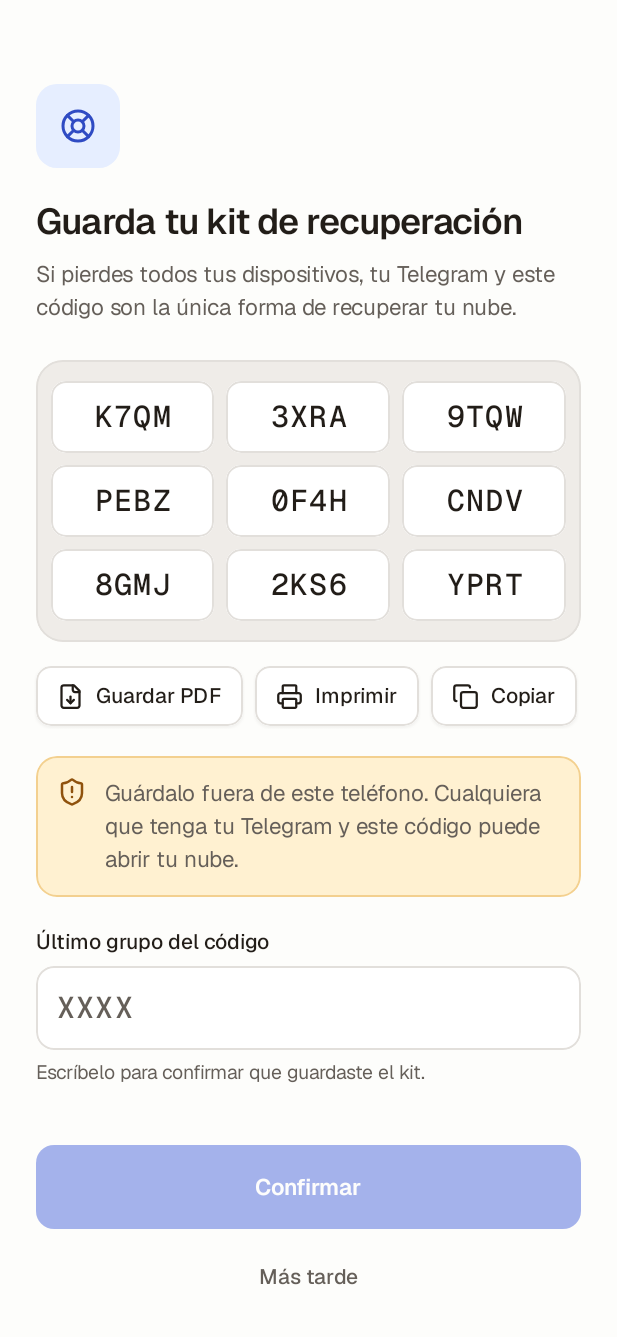 Guarda tu kit de recuperación
Si pierdes todos tus dispositivos, tu Telegram y este
código son la única forma de recuperar tu nube.
K7QM 3XRA 9TQW
PEBZ 0F4H CNDV
8GMJ 2KS6 YPRT
Guardar PDF Imprimir Copiar
Guárdalo fuera de este teléfono. Cualquiera
que tenga tu Telegram y este código puede
abrir tu nube.
Último grupo del código
XXXX
Escríbelo para confirmar que guardaste el kit.
Confirmar
Más tarde